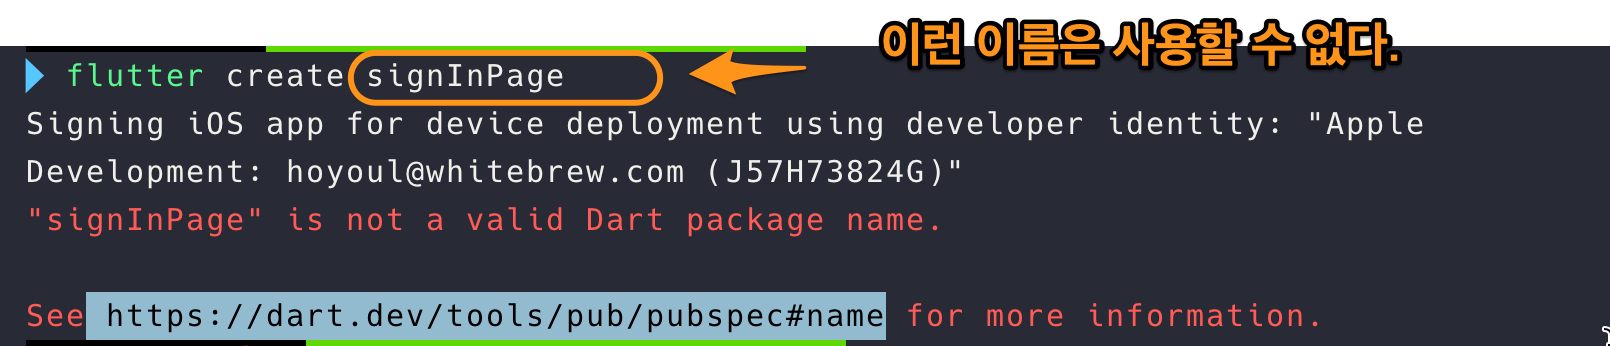 이런 이름은 사용할 수 없다.
flutter create signInPage
Signing iOS app for device deployment using developer identity: "Apple
Development: hoyoul@whitebrew.com (J57H73824G)"
"signInPage" is not a valid Dart package name.
See https://dart.dev/tools/pub/pubspec#name for more information.